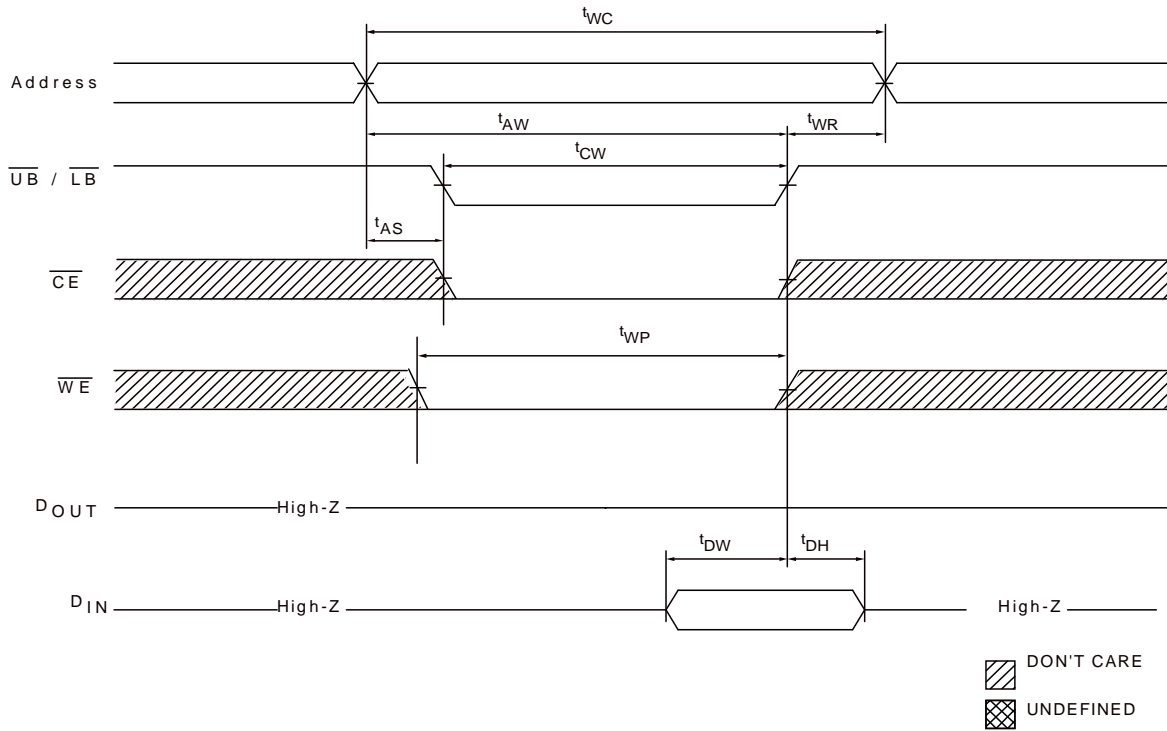 tWC
Address
tAW
tWR
tCW
UB / LB
tAS
CE
tWP
WE
DOUT
High-Z
tDW
tDH
DIN
High-Z
High-Z
DON'T CARE
UNDEFINED